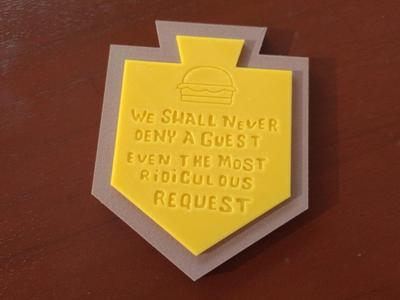 WE SHALL NEVER
DENY A GUEST
EVEN THE MOST
RiDiCULOUS
REQUEST